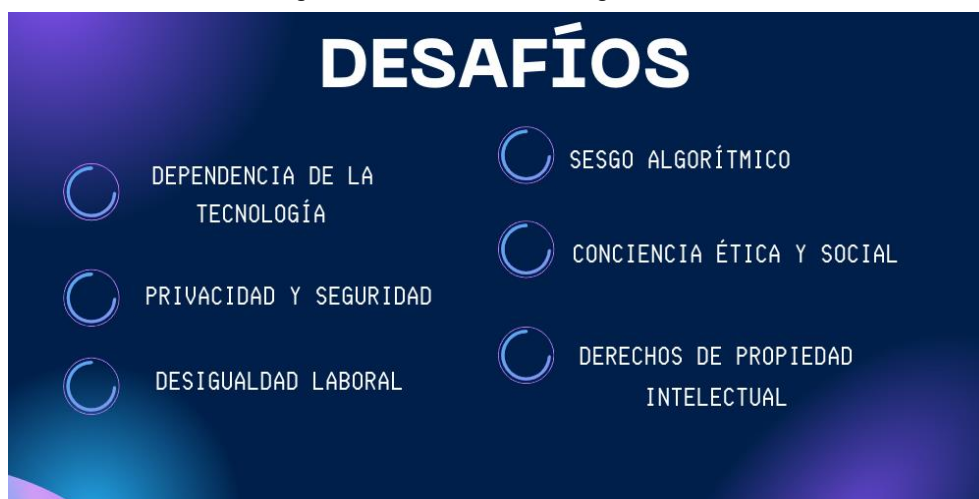 DESAFÍOS
DEPENDENCIA DE LA
TECNOLOGÍA
PRIVACIDAD Y SEGURIDAD
DESIGUALDAD LABORAL
SESGO ALGORÍTMICO
CONCIENCIA ÉTICA Y SOCIAL
DERECHOS DE PROPIEDAD
INTELECTUAL